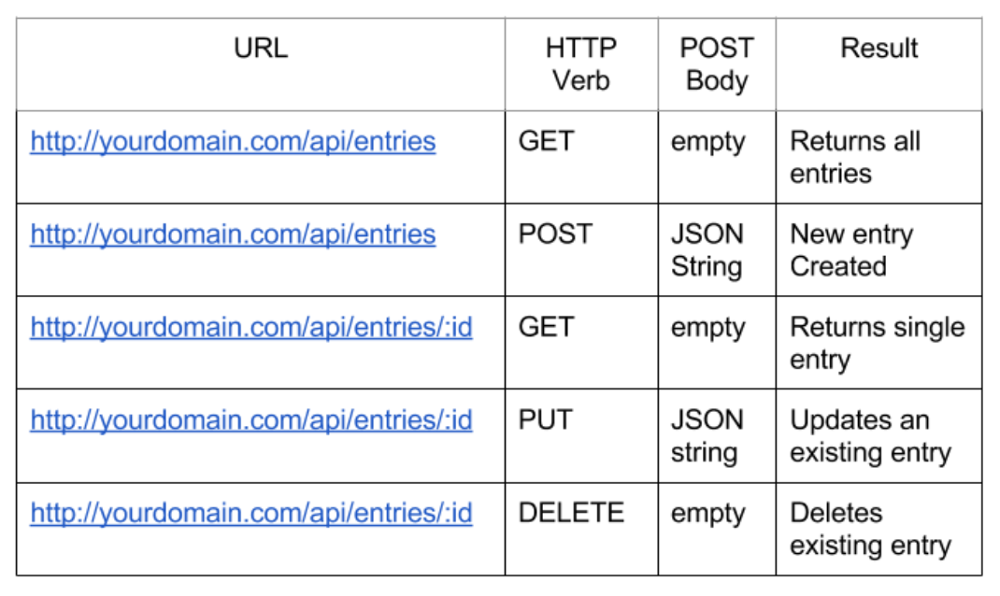 URL HTTP Verb POST Body Result
http://yourdomain.com/api/entries GET empty Returns all entries
http://yourdomain.com/api/entries POST JSON String New entry Created
http://yourdomain.com/api/entries/:id GET empty Returns single entry
http://yourdomain.com/api/entries/:id PUT JSON string Updates an existing entry
http://yourdomain.com/api/entries/:id DELETE empty Deletes existing entry